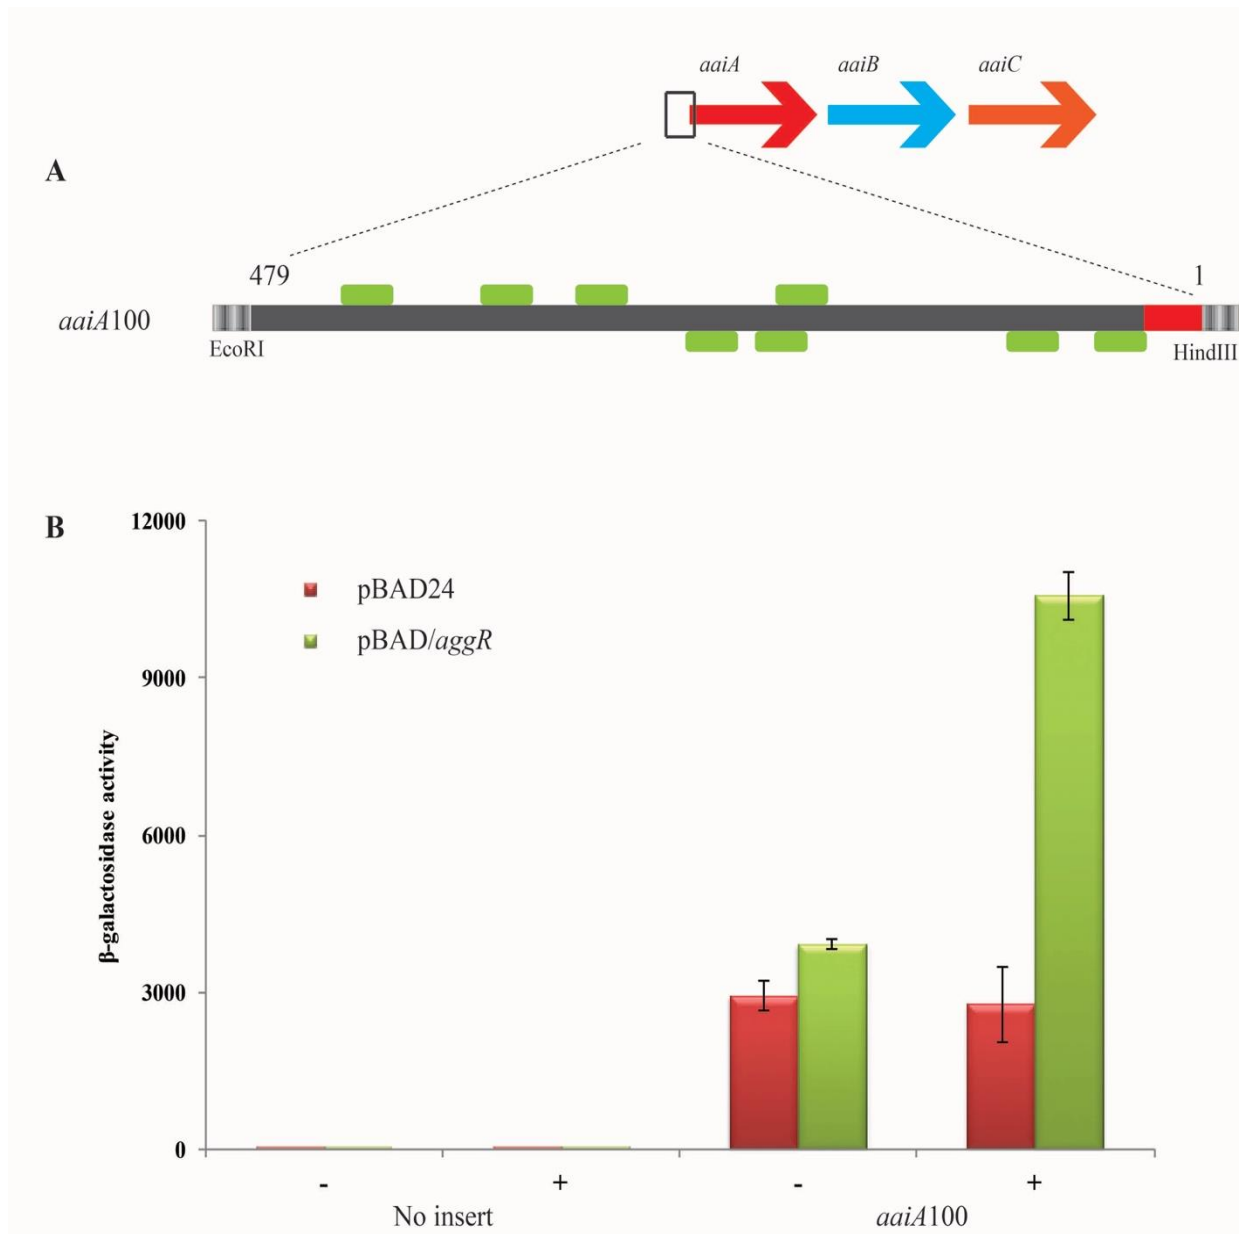 aaiA aaiB aaiC
A
479 1
aaiA100
EcoRI HindIII
B
12000
pBAD24
pBAD/aggR
9000
6000
3000
0
β-galactosidase activity
- + - +
No insert aaiA100